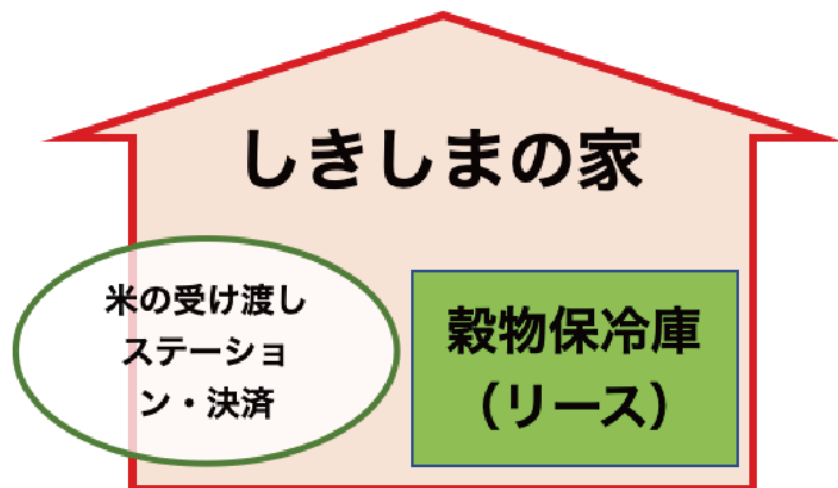 しきしまの家
米の受け渡し
ステーショ
ン・決済
穀物保冷庫
（リース）